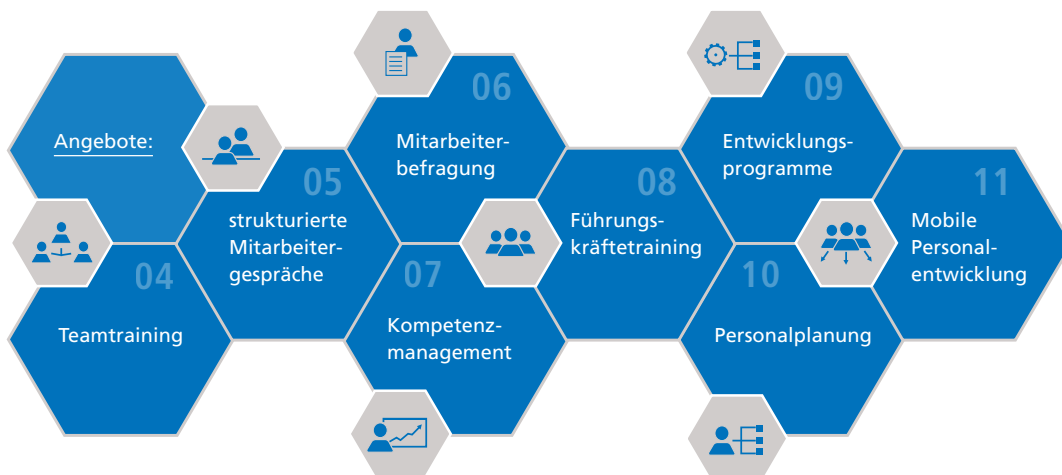 Angebote:
04
Teamtraining
05
strukturierte
Mitarbeiter-
gespräche
06
Mitarbeiter-
befragung
07
Kompetenz-
management
08
Führungs-
kräftetraining
09
Entwicklungs-
programme
10
Personalplanung
11
Mobile
Personal-
entwicklung